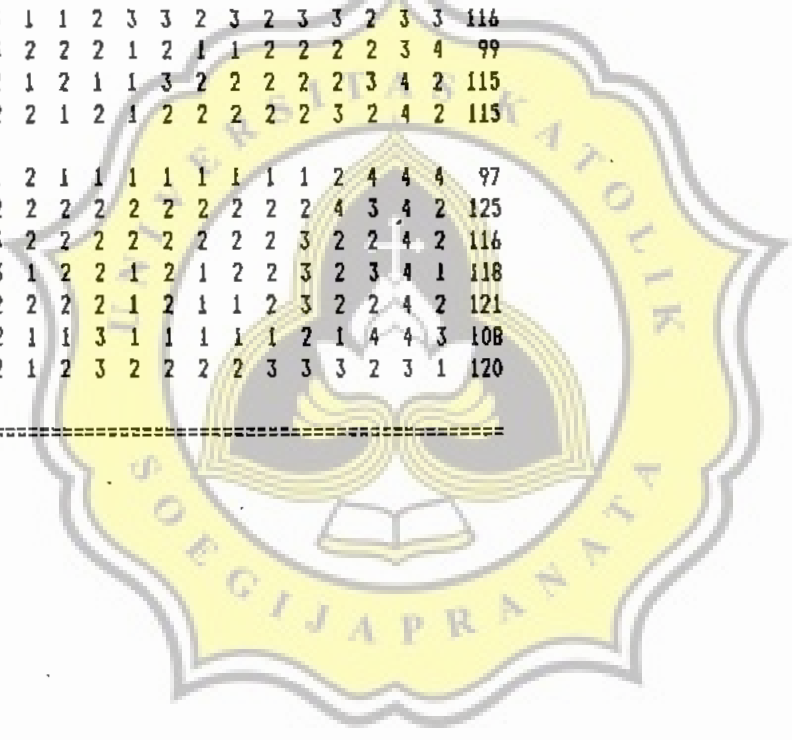 1 1 2 3 3 2 3 2 3 3 2 3 3 116
2 2 2 1 2 1 1 2 2 2 2 3 4 99
1 2 1 1 3 2 2 2 2 2 3 4 2 115
2 1 2 1 2 2 2 2 2 3 2 4 2 115
2 1 1 1 1 1 1 1 1 2 4 4 4 97
2 2 2 2 2 2 2 2 2 4 3 4 2 125
2 2 2 2 2 2 2 2 3 2 2 4 2 116
1 2 2 1 2 1 2 2 3 2 3 4 1 118
2 2 2 1 2 1 1 2 3 2 2 4 2 121
1 1 3 1 1 1 1 1 2 1 4 4 3 108
1 2 3 2 2 2 2 3 3 3 2 3 1 120
UNIVERSITAS KATOLIK
SOEGIJAPRANATA